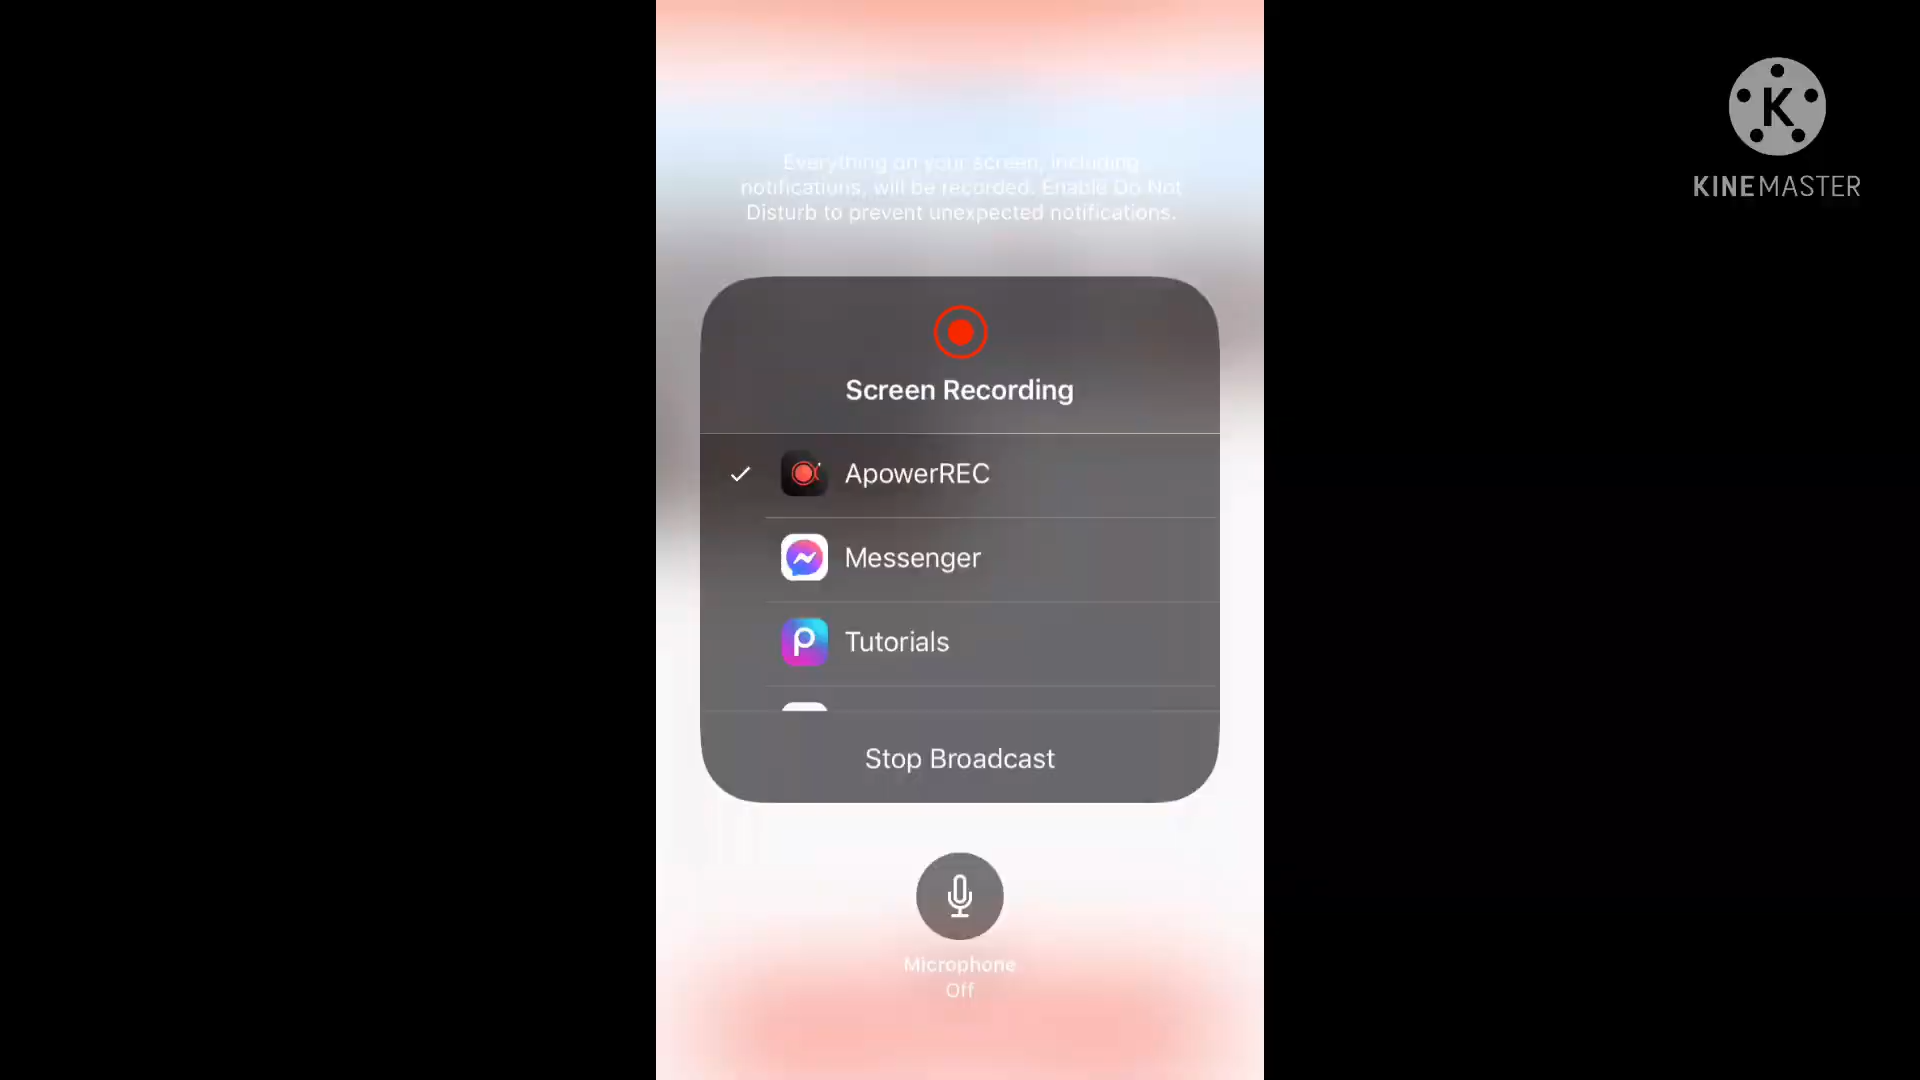 Everything on your screen, including
notifications, will be recorded. Enable Do Not
Disturb to prevent unexpected notifications.
K
KINEMASTER
Screen Recording
ApowerREC
Messenger
Tutorials
Stop Broadcast
Microphone
Off